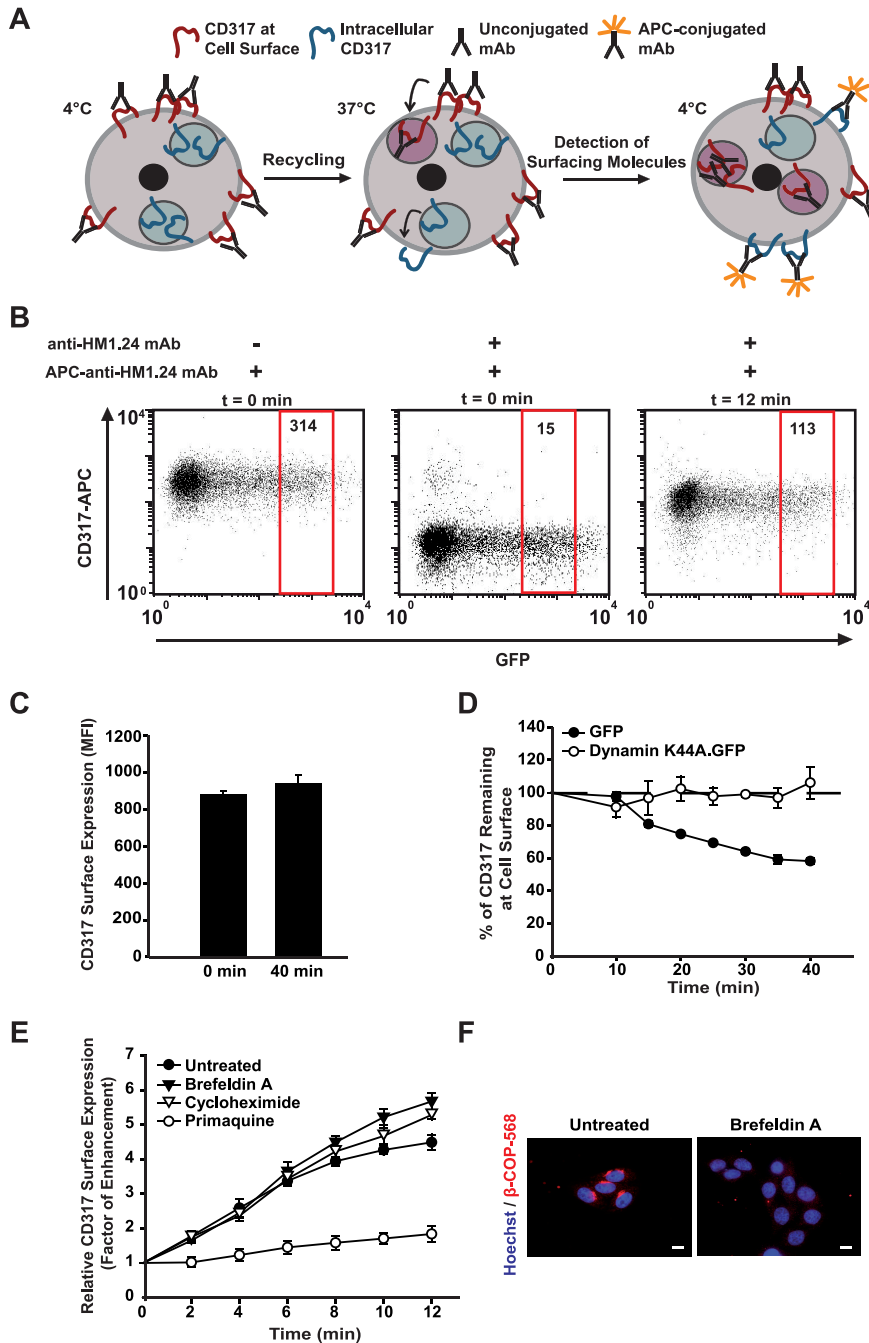 A
CD317 at
Cell Surface
Intracellular
CD317
Unconjugated
mAb
APC-conjugated
mAb
4°C
Recycling
37°C
Detection of
Surfacing Molecules
4°C
B
anti-HM1.24 mAb - + +
APC-anti-HM1.24 mAb + + +
t = 0 min t = 0 min t = 12 min
10⁴
314 15 113
CD317-APC
10⁰
10⁰ 10⁴ 10⁰ 10⁴ 10⁰ 10⁴
GFP
C
CD317 Surface Expression (MFI)
1200
1000
800
600
400
200
0
0 min 40 min
D
% of CD317 Remaining
at Cell Surface
GFP
Dynamin K44A.GFP
140
120
100
80
60
40
20
0
0 10 20 30 40
Time (min)
E
Relative CD317 Surface Expression
(Factor of Enhancement)
Untreated
Brefeldin A
Cycloheximide
Primaquine
7
6
5
4
3
2
1
0
0 2 4 6 8 10 12
Time (min)
F
Untreated Brefeldin A
Hoechst / β-COP-568